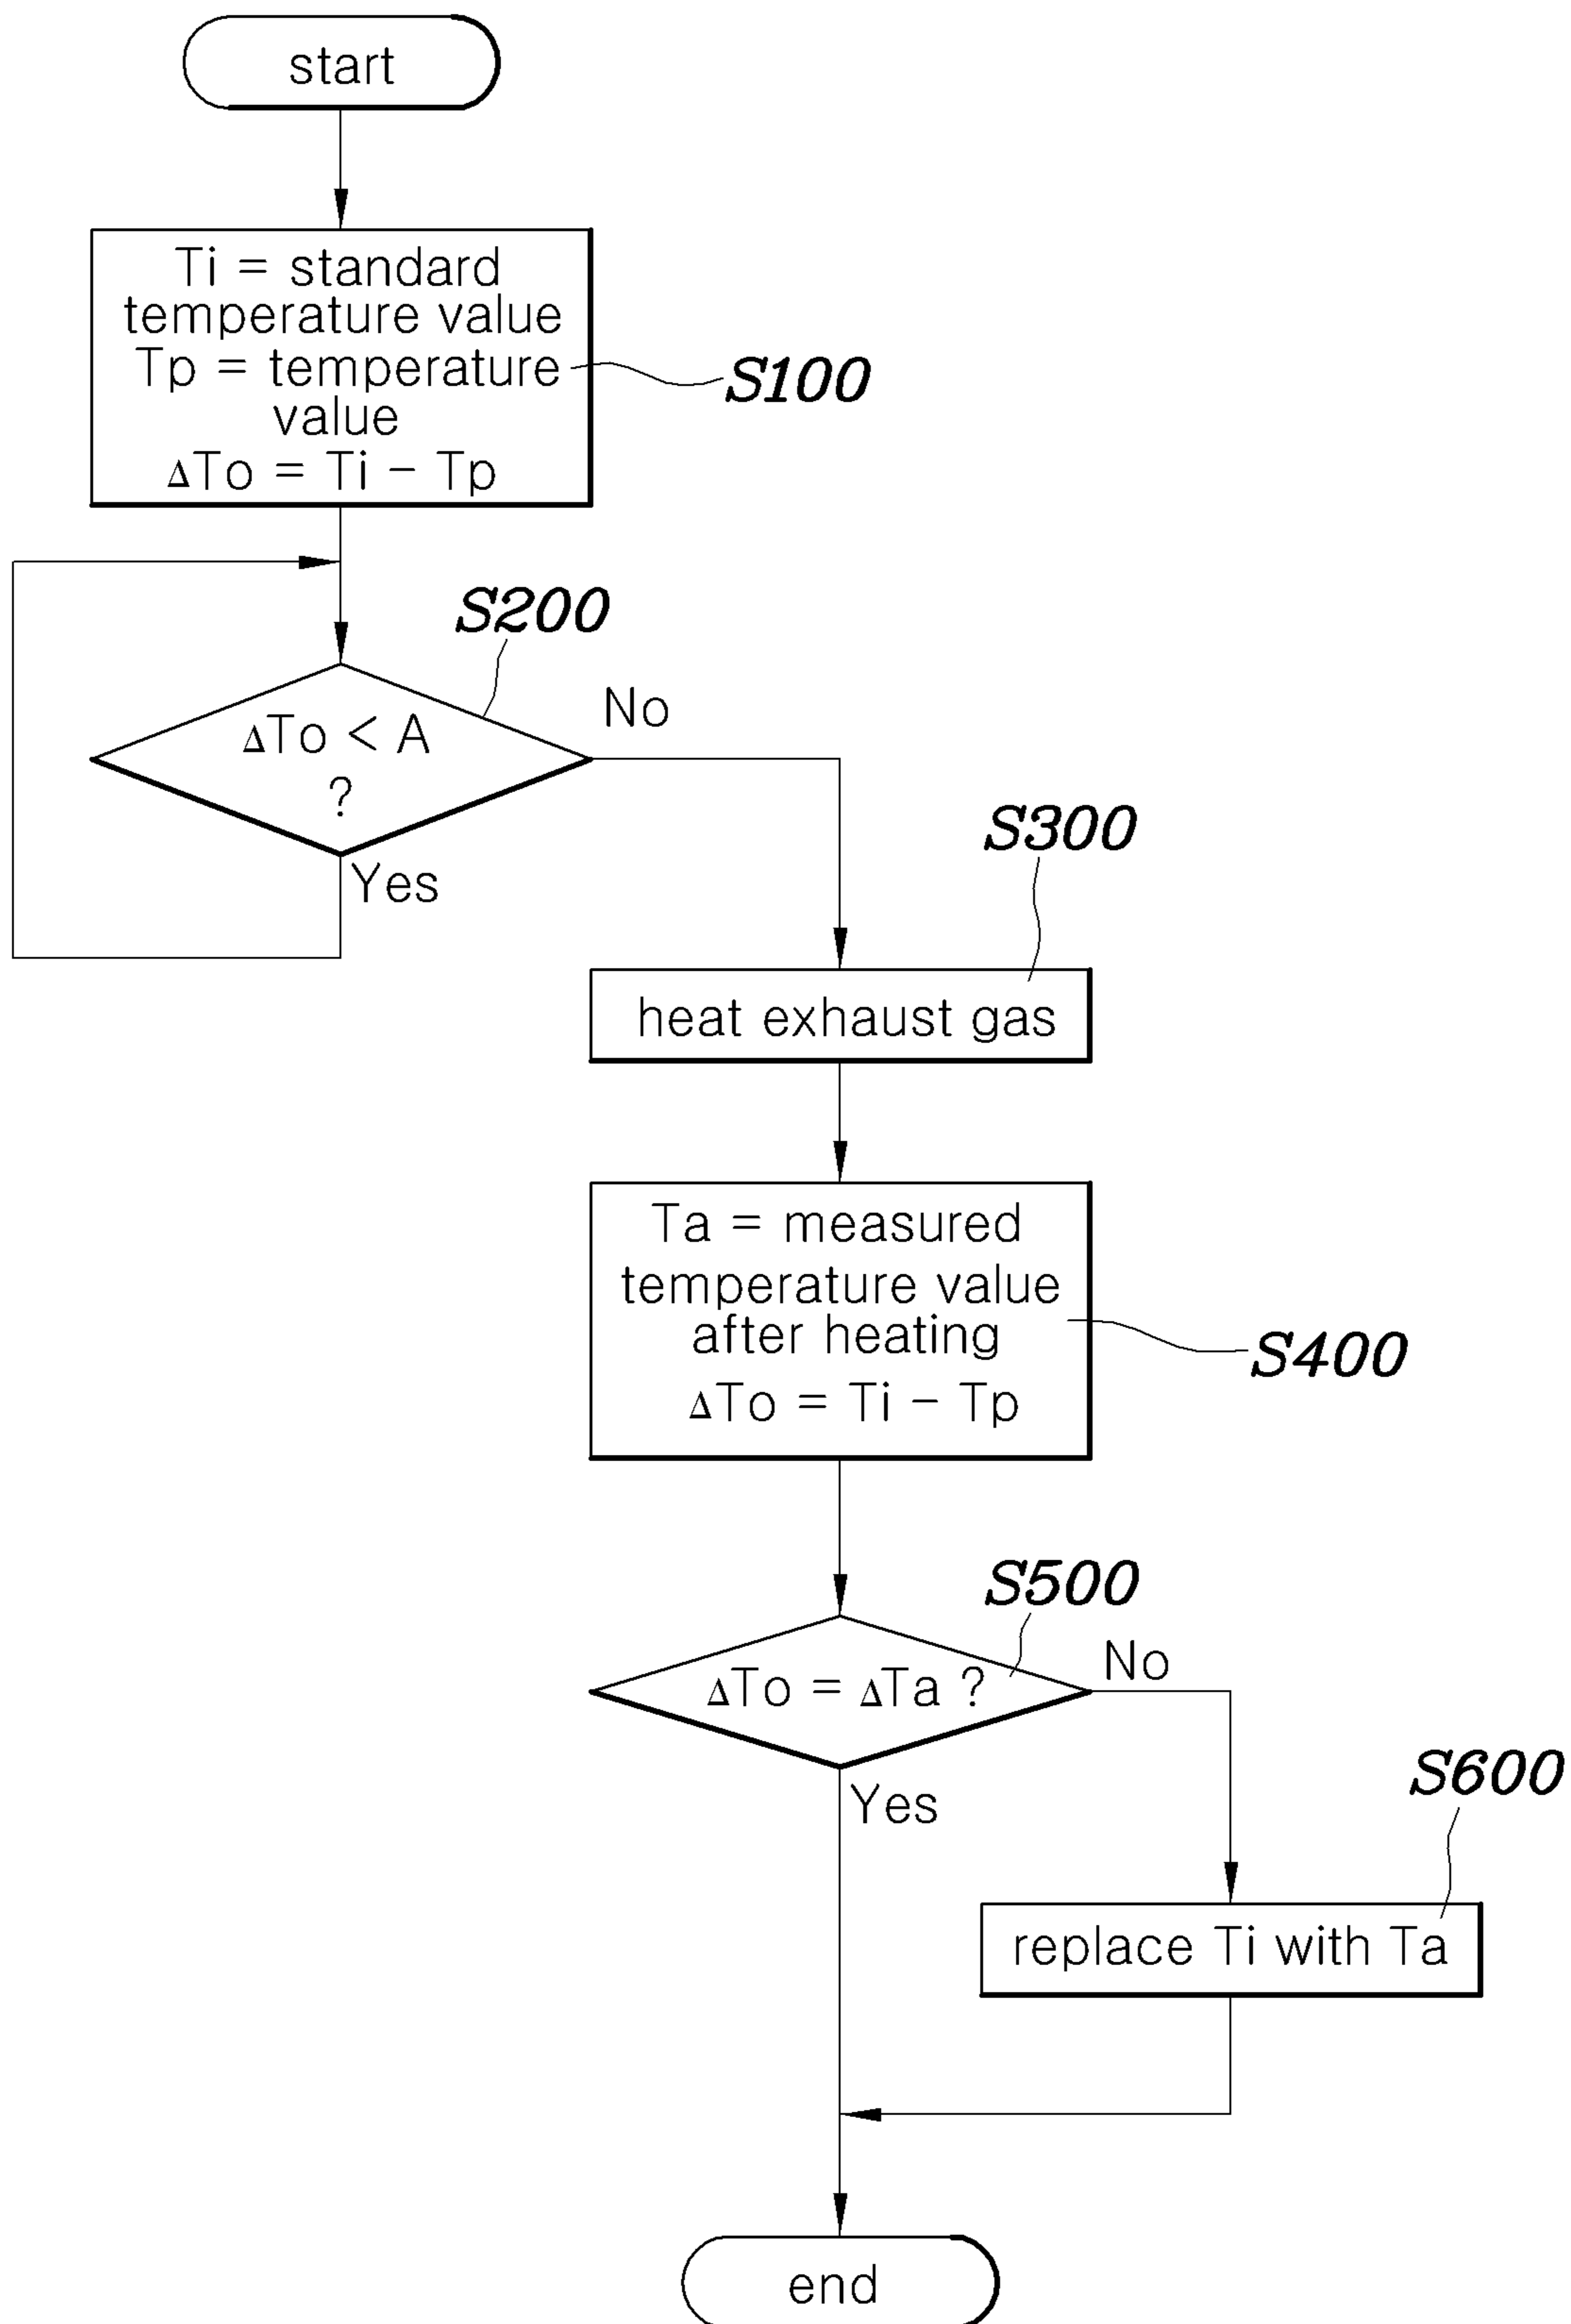 start
Ti = standard
temperature value
Tp = temperature
value
ΔTo = Ti - Tp
S100
S200
ΔTo < A
?
No
Yes
S300
heat exhaust gas
Ta = measured
temperature value
after heating
ΔTo = Ti - Tp
S400
S500
ΔTo = ΔTa ?
No
Yes
S600
replace Ti with Ta
end